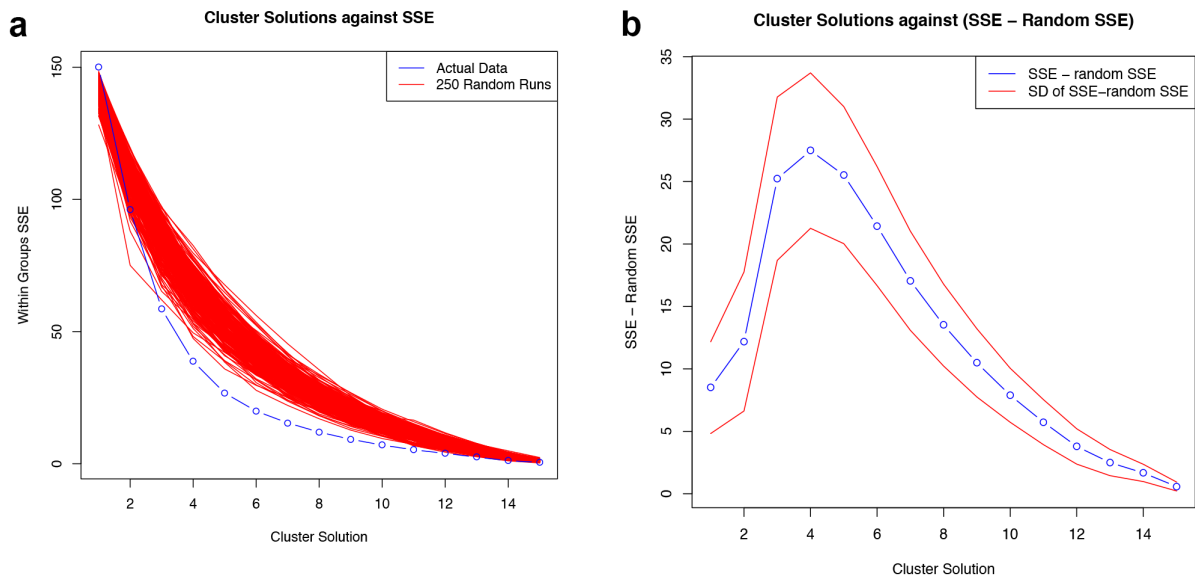 a
Cluster Solutions against SSE
Within Groups SSE
150
100
50
0
Actual Data
250 Random Runs
2 4 6 8 10 12 14
Cluster Solution
b
Cluster Solutions against (SSE – Random SSE)
SSE – Random SSE
35
30
25
20
15
10
5
0
SSE – random SSE
SD of SSE–random SSE
2 4 6 8 10 12 14
Cluster Solution